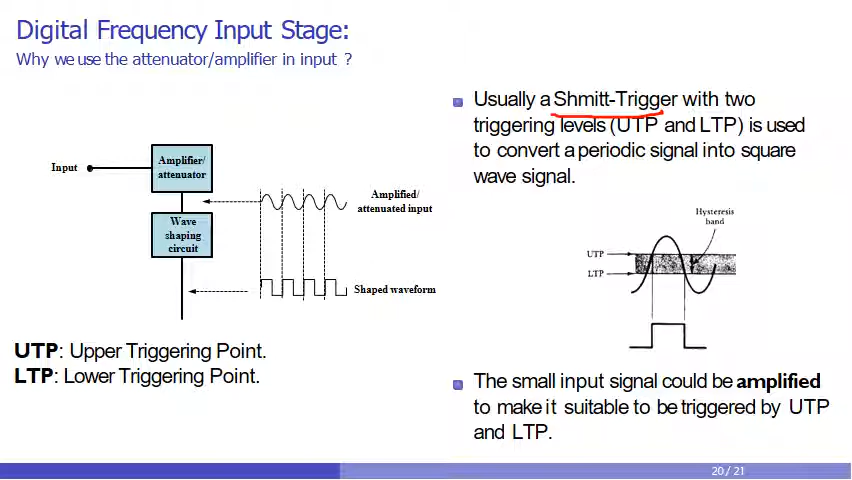 Digital Frequency Input Stage:
Why we use the attenuator/amplifier in input ?
Input
Amplifier/
attenuator
Wave
shaping
circuit
Amplified/
attenuated input
Shaped waveform
UTP: Upper Triggering Point.
LTP: Lower Triggering Point.
Usually a Shmitt-Trigger with two
triggering levels (UTP and LTP) is used
to convert a periodic signal into square
wave signal.
Hysteresis
band
UTP
LTP
The small input signal could be amplified
to make it suitable to be triggered by UTP
and LTP.
20 / 21